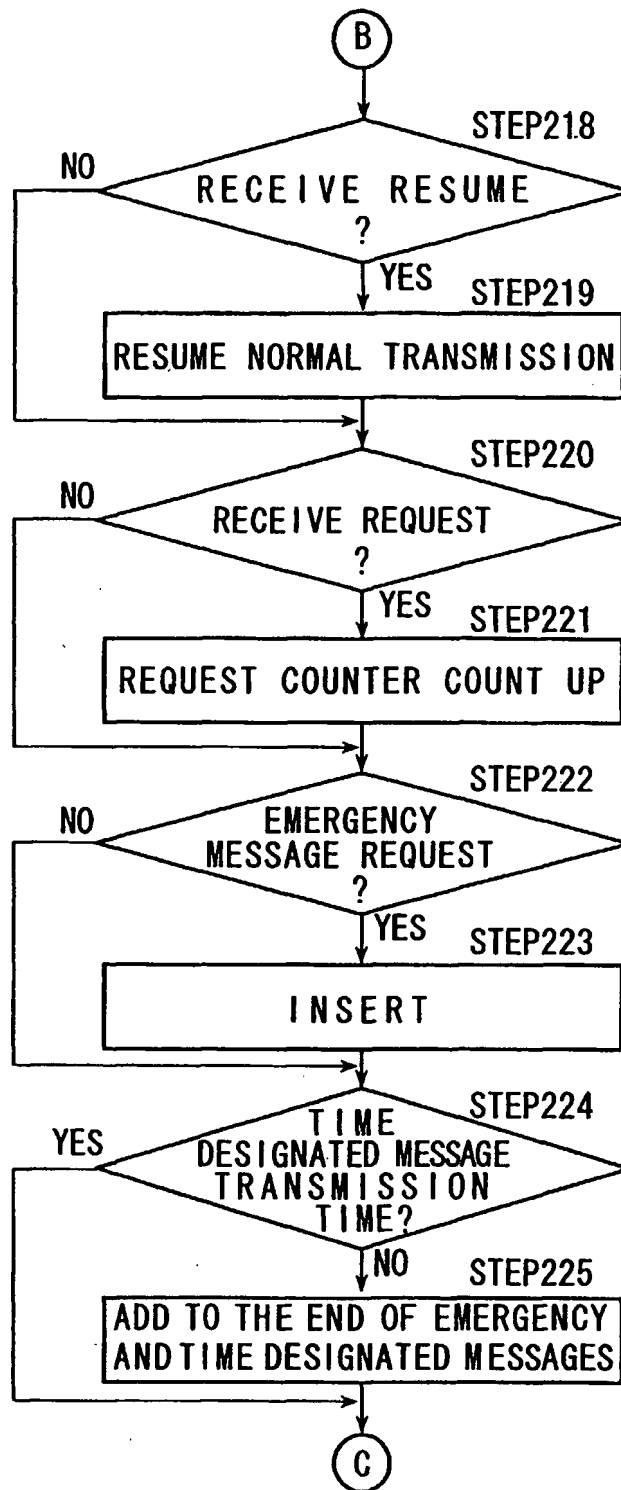 B
STEP218
NO
RECEIVE RESUME
?
YES
STEP219
RESUME NORMAL TRANSMISSION
STEP220
NO
RECEIVE REQUEST
?
YES
STEP221
REQUEST COUNTER COUNT UP
STEP222
NO
EMERGENCY
MESSAGE REQUEST
?
YES
STEP223
INSERT
STEP224
YES
TIME
DESIGNATED MESSAGE
TRANSMISSION
TIME?
NO
STEP225
ADD TO THE END OF EMERGENCY
AND TIME DESIGNATED MESSAGES
C